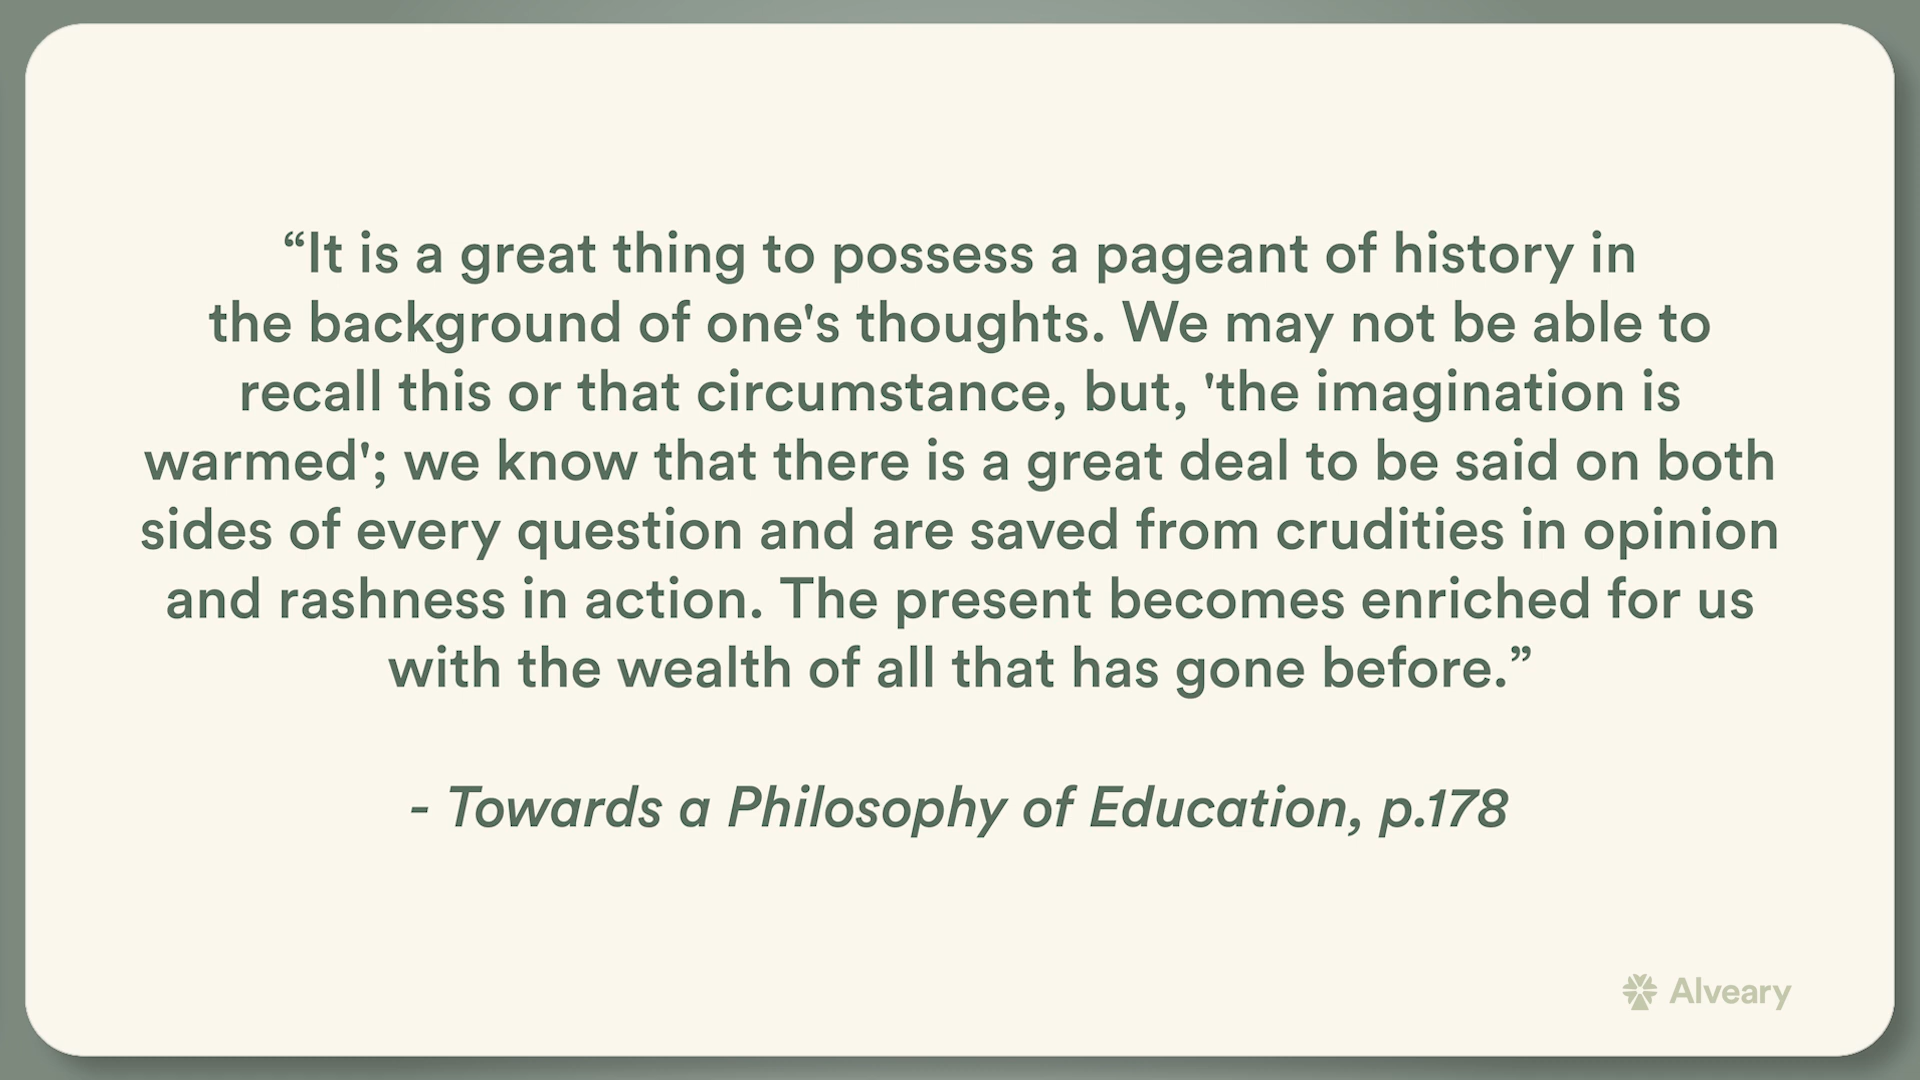 “It is a great thing to possess a pageant of history in
the background of one's thoughts. We may not be able to
recall this or that circumstance, but, 'the imagination is
warmed'; we know that there is a great deal to be said on both
sides of every question and are saved from crudities in opinion
and rashness in action. The present becomes enriched for us
with the wealth of all that has gone before.”
- Towards a Philosophy of Education, p.178
Alveary